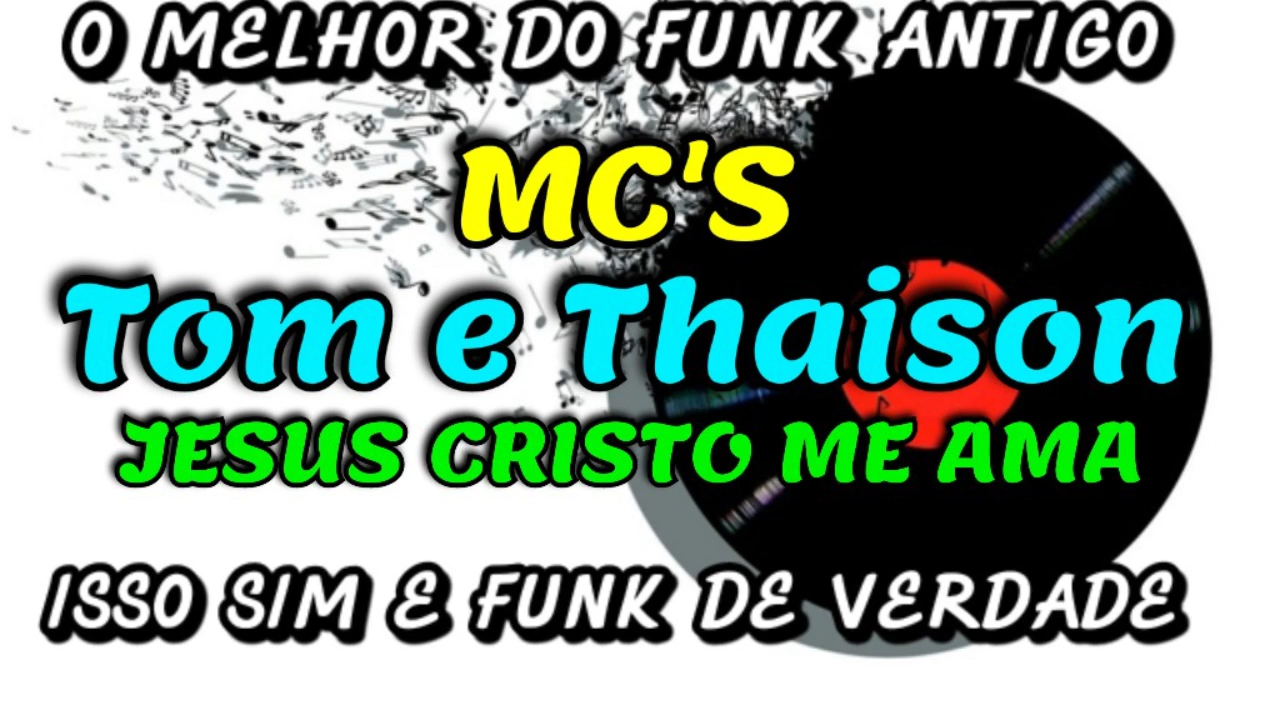 O MELHOR DO FUNK ANTIGO
MC'S
Tom e Thaison
JESUS CRISTO ME AMA
ISSO SIM E FUNK DE VERDADE